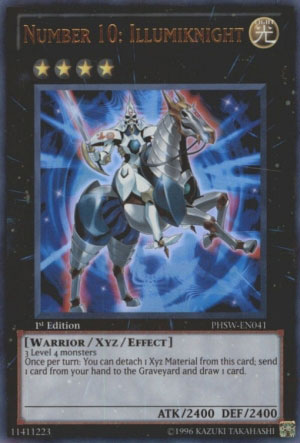 NUMBER 10: ILLUMIKNIGHT
LIGHT
光
1st Edition
PHSW-EN041
[WARRIOR / XYZ / EFFECT]
3 Level 4 monsters
Once per turn: You can detach 1 Xyz Material from this card; send
1 card from your hand to the Graveyard and draw 1 card.
ATK/2400 DEF/2400
11411223
©1996 KAZUKI TAKAHASHI